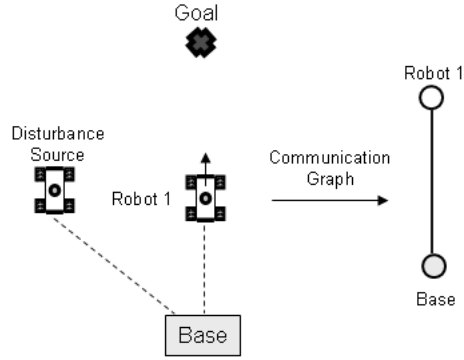 Goal
Robot 1
Disturbance
Source
Robot 1
Communication
Graph
Base
Base